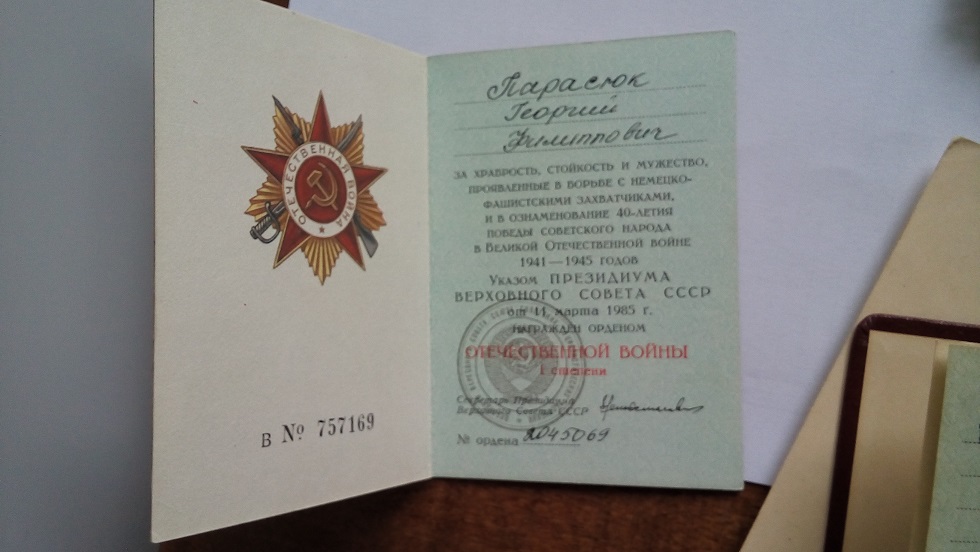 ОТЕЧЕСТВЕННАЯ ВОЙНА
В № 757169
Парасюк
Георгий
Филиппович
ЗА ХРАБРОСТЬ, СТОЙКОСТЬ И МУЖЕСТВО,
ПРОЯВЛЕННЫЕ В БОРЬБЕ С НЕМЕЦКО-
ФАШИСТСКИМИ ЗАХВАТЧИКАМИ,
И В ОЗНАМЕНОВАНИЕ 40-ЛЕТИЯ
ПОБЕДЫ СОВЕТСКОГО НАРОДА
В ВЕЛИКОЙ ОТЕЧЕСТВЕННОЙ ВОЙНЕ
1941—1945 ГОДОВ
УКАЗОМ ПРЕЗИДИУМА
ВЕРХОВНОГО СОВЕТА СССР
от 11 марта 1985 г.
НАГРАЖДЕН ОРДЕНОМ
ОТЕЧЕСТВЕННОЙ ВОЙНЫ
I степени
Секретарь Президиума
Верховного Совета СССР
№ ордена 2045069